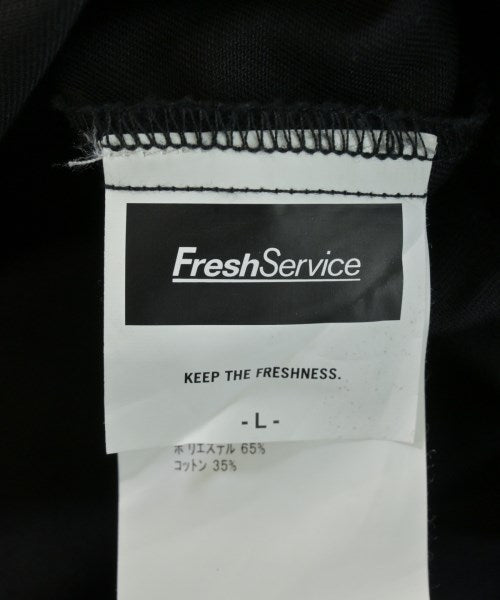 FreshService
KEEP THE FRESHNESS.
-L-
ポリエステル 65%
コットン 35%